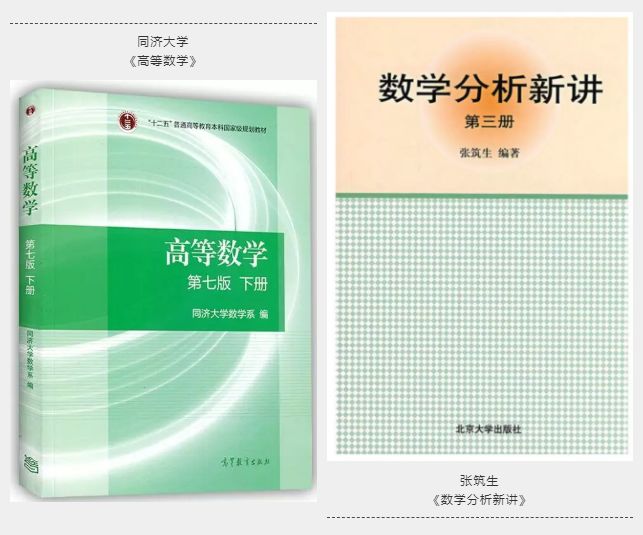 同济大学
《高等数学》
十二五
"十二五"普通高等教育本科国家级规划教材
高等数学
第七版 下册
同济大学数学系 编
高等数学
第七版 下册
同济大学数学系 编
高等教育出版社
数学分析新讲
第三册
张筑生 编著
北京大学出版社
张筑生
《数学分析新讲》